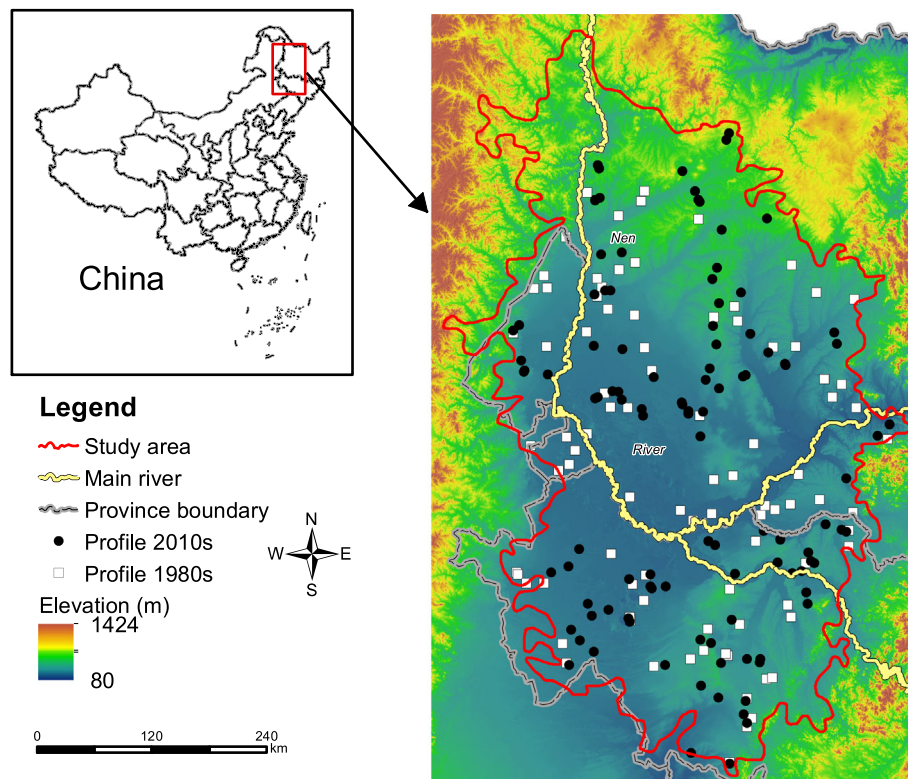 China
Nen
River
Legend
Study area
Main river
Province boundary
Profile 2010s
Profile 1980s
Elevation (m)
1424
80
N
W E
S
0 120 240
km